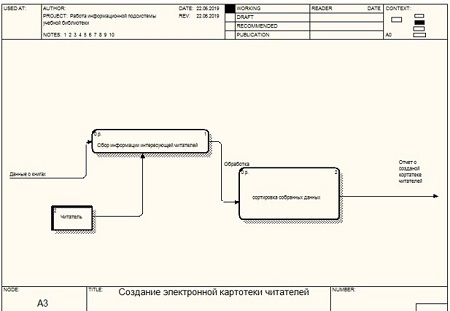 USED AT:
AUTHOR:
DATE: 22.06.2019
PROJECT: Работа информационной подсистемы учебной библиотеки
REV: 22.06.2019
NOTES: 1 2 3 4 5 6 7 8 9 10
WORKING
DRAFT
RECOMMENDED
PUBLICATION
READER
DATE
CONTEXT:
A0
0 р.
1
Сбор информации интересующей читателей
Данные о книгах
Читатель
Обработка
0 р.
2
сортировка собранных данных
Отчет с
созданой
картатеки
читателей
NODE:
A3
TITLE:
Создание электронной картотеки читателей
NUMBER: